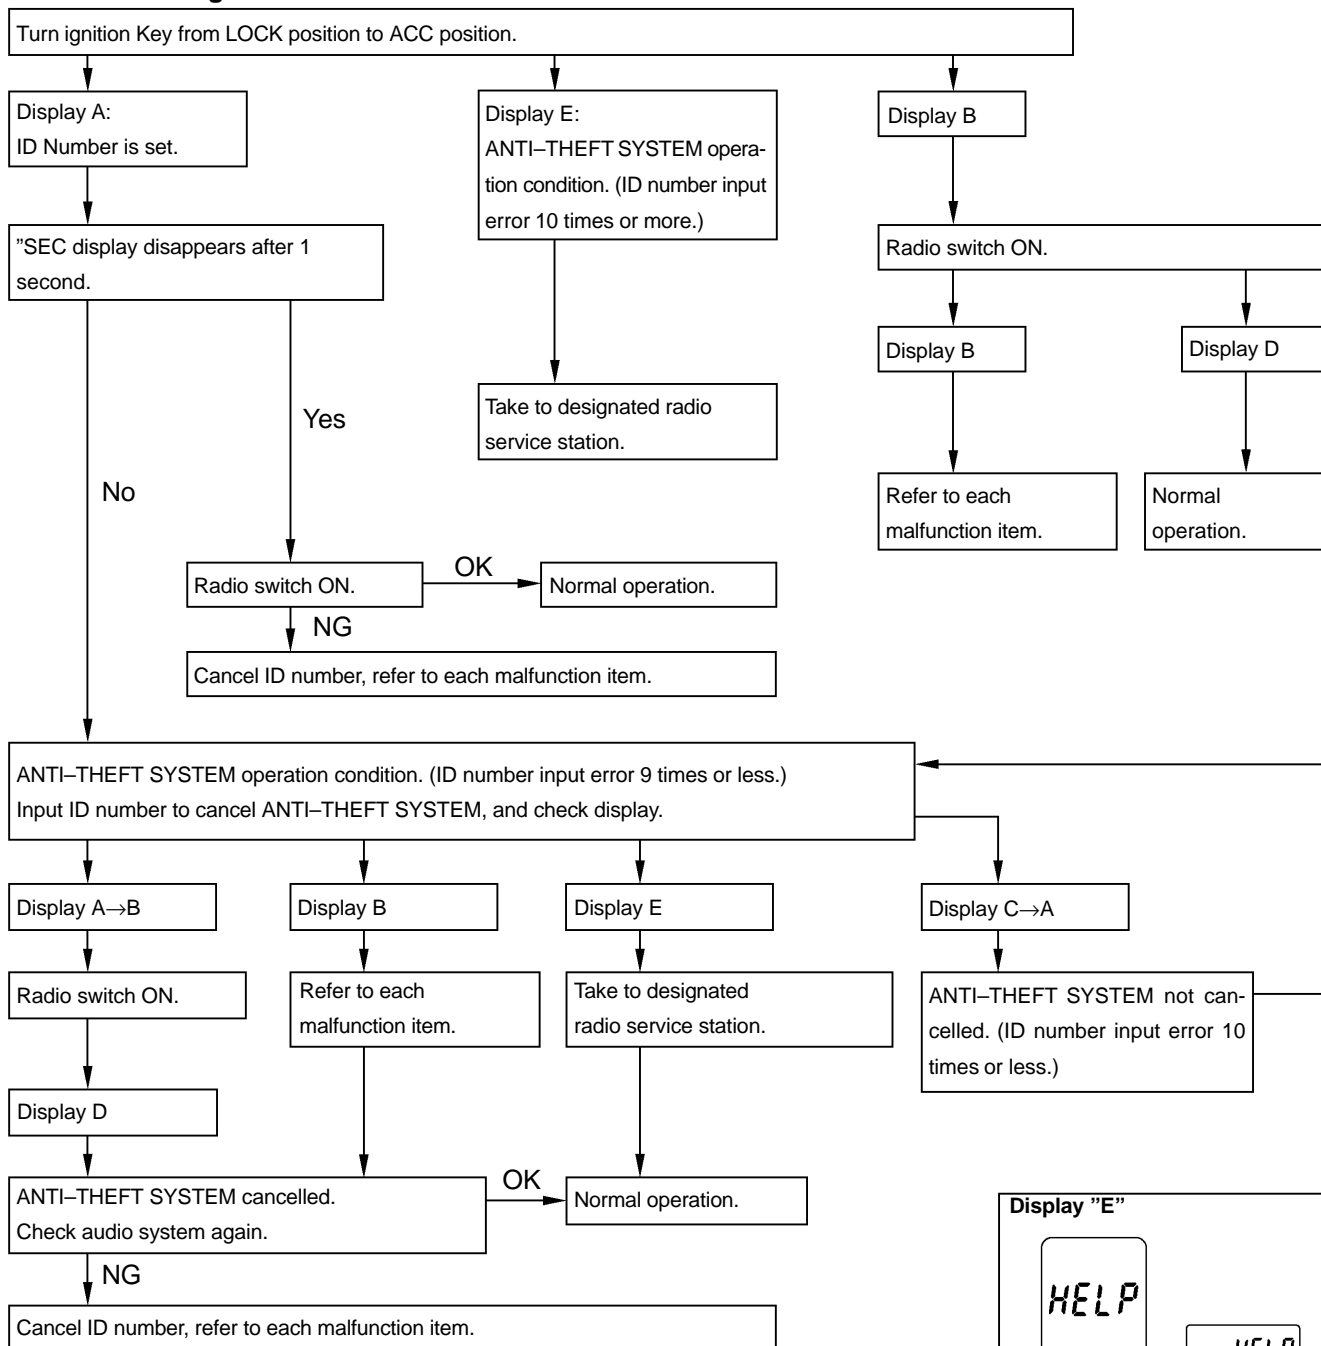 Turn ignition Key from LOCK position to ACC position.
Display A:
ID Number is set.
Display E:
ANTI–THEFT SYSTEM opera-
tion condition. (ID number input
error 10 times or more.)
Display B
"SEC display disappears after 1
second.
Radio switch ON.
Display B
Display D
Take to designated radio
service station.
Yes
No
Refer to each
malfunction item.
Normal
operation.
Radio switch ON.
OK
Normal operation.
NG
Cancel ID number, refer to each malfunction item.
ANTI–THEFT SYSTEM operation condition. (ID number input error 9 times or less.)
Input ID number to cancel ANTI–THEFT SYSTEM, and check display.
Display A→B
Display B
Display E
Display C→A
Radio switch ON.
Refer to each
malfunction item.
Take to designated
radio service station.
ANTI–THEFT SYSTEM not can-
celled. (ID number input error 10
times or less.)
Display D
ANTI–THEFT SYSTEM cancelled.
Check audio system again.
OK
Normal operation.
NG
Cancel ID number, refer to each malfunction item.
Display "E"
HELP
HELP